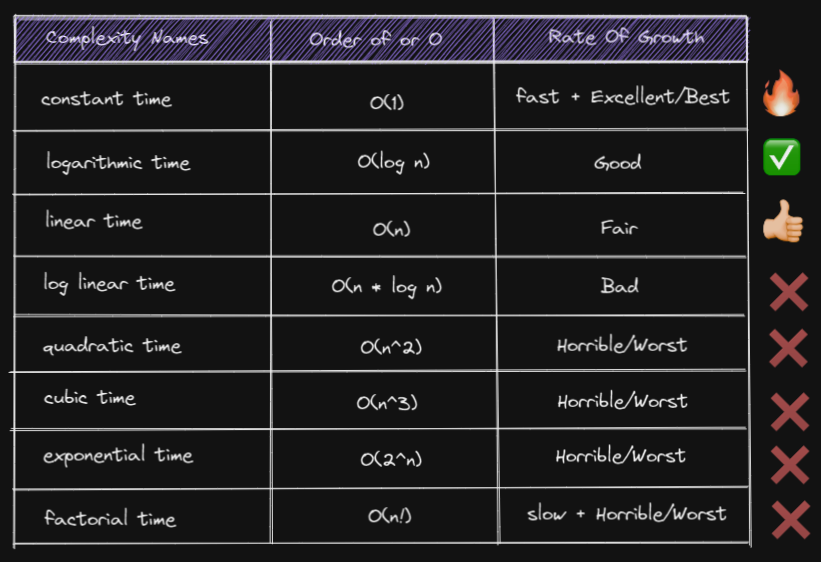 Complexity Names Order of or O Rate Of Growth
constant time O(1) fast + Excellent/Best
logarithmic time O(log n) Good
linear time O(n) Fair
log linear time O(n * log n) Bad
quadratic time O(n^2) Horrible/Worst
cubic time O(n^3) Horrible/Worst
exponential time O(2^n) Horrible/Worst
factorial time O(n!) slow + Horrible/Worst